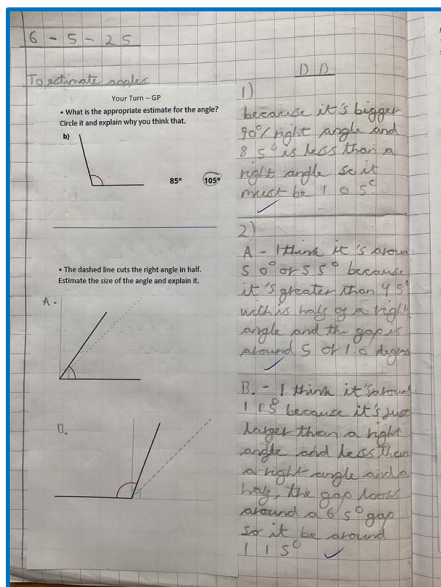 6-5-25
To estimate angles
Your Turn – GP
• What is the appropriate estimate for the angle?
Circle it and explain why you think that.
b)
85°
105°
• The dashed line cuts the right angle in half.
Estimate the size of the angle and explain it.
A.
B.
DD
1)
because it's bigger
90°/right angle and
85° is less than a
right angle so it
must be 105°
2)
A - I think it's aroun
50° or 55° because
it's greater than 45°
wich is half of a right
angle and the gap is
around 5 or 10 degres
B. - I think it's around
115° because it's just
larger than a right
angle and less than
a right angle and a
half, the gap looks
around a 65° gap
so it be around
115°